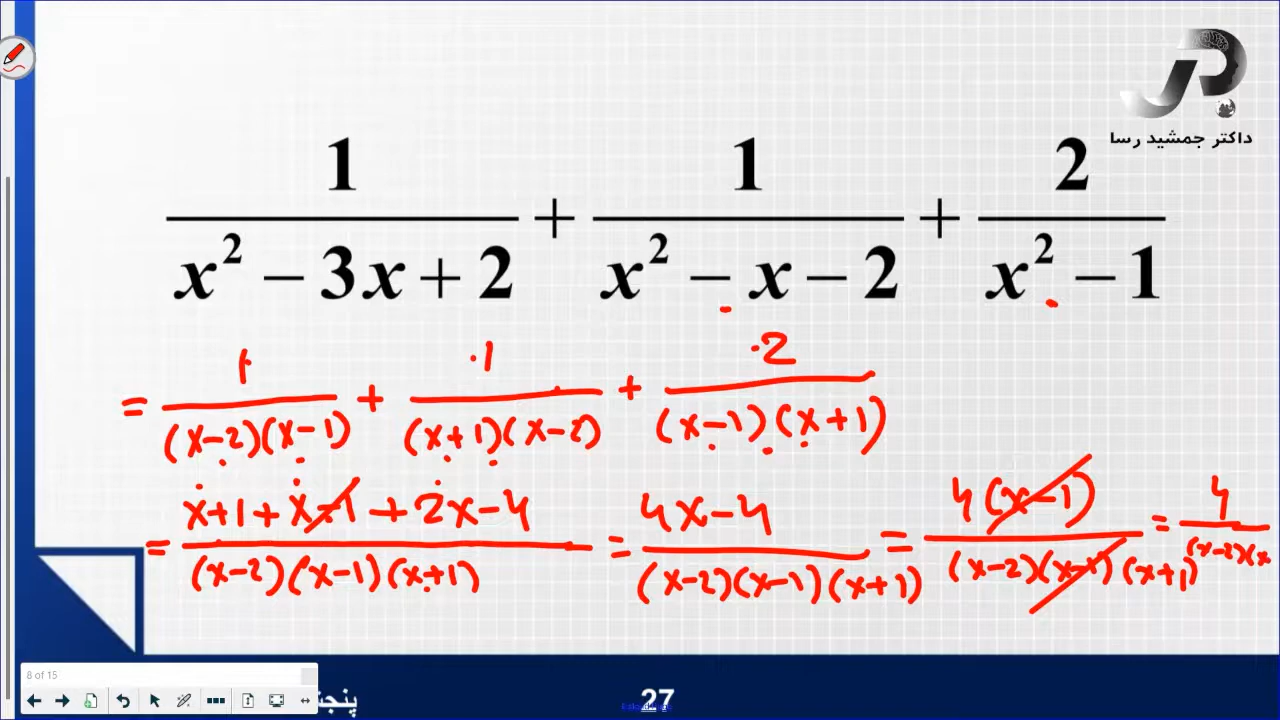 داکتر جمشید رسا
1/(x² − 3x + 2) + 1/(x² − x − 2) + 2/(x² − 1)
= 1/((x−2)(x−1)) + 1/((x+1)(x−2)) + 2/((x−1)(x+1))
= (x+1+x−1+2x−4)/((x−2)(x−1)(x+1)) = (4x−4)/((x−2)(x−1)(x+1)) = 4(x−1)/((x−2)(x−1)(x+1)) = 4/((x−2)(x
8 of 15
27